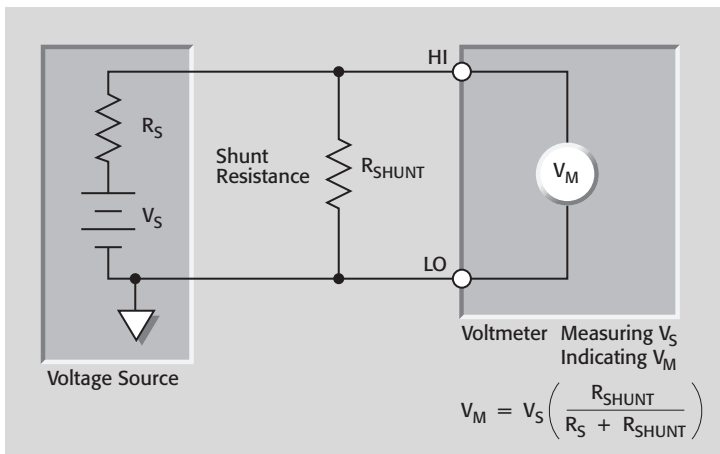 HI
R_S
Shunt
Resistance
R_SHUNT
V_M
V_S
LO
Voltage Source
Voltmeter Measuring V_S
Indicating V_M
V_M = V_S ( R_SHUNT / R_S + R_SHUNT )